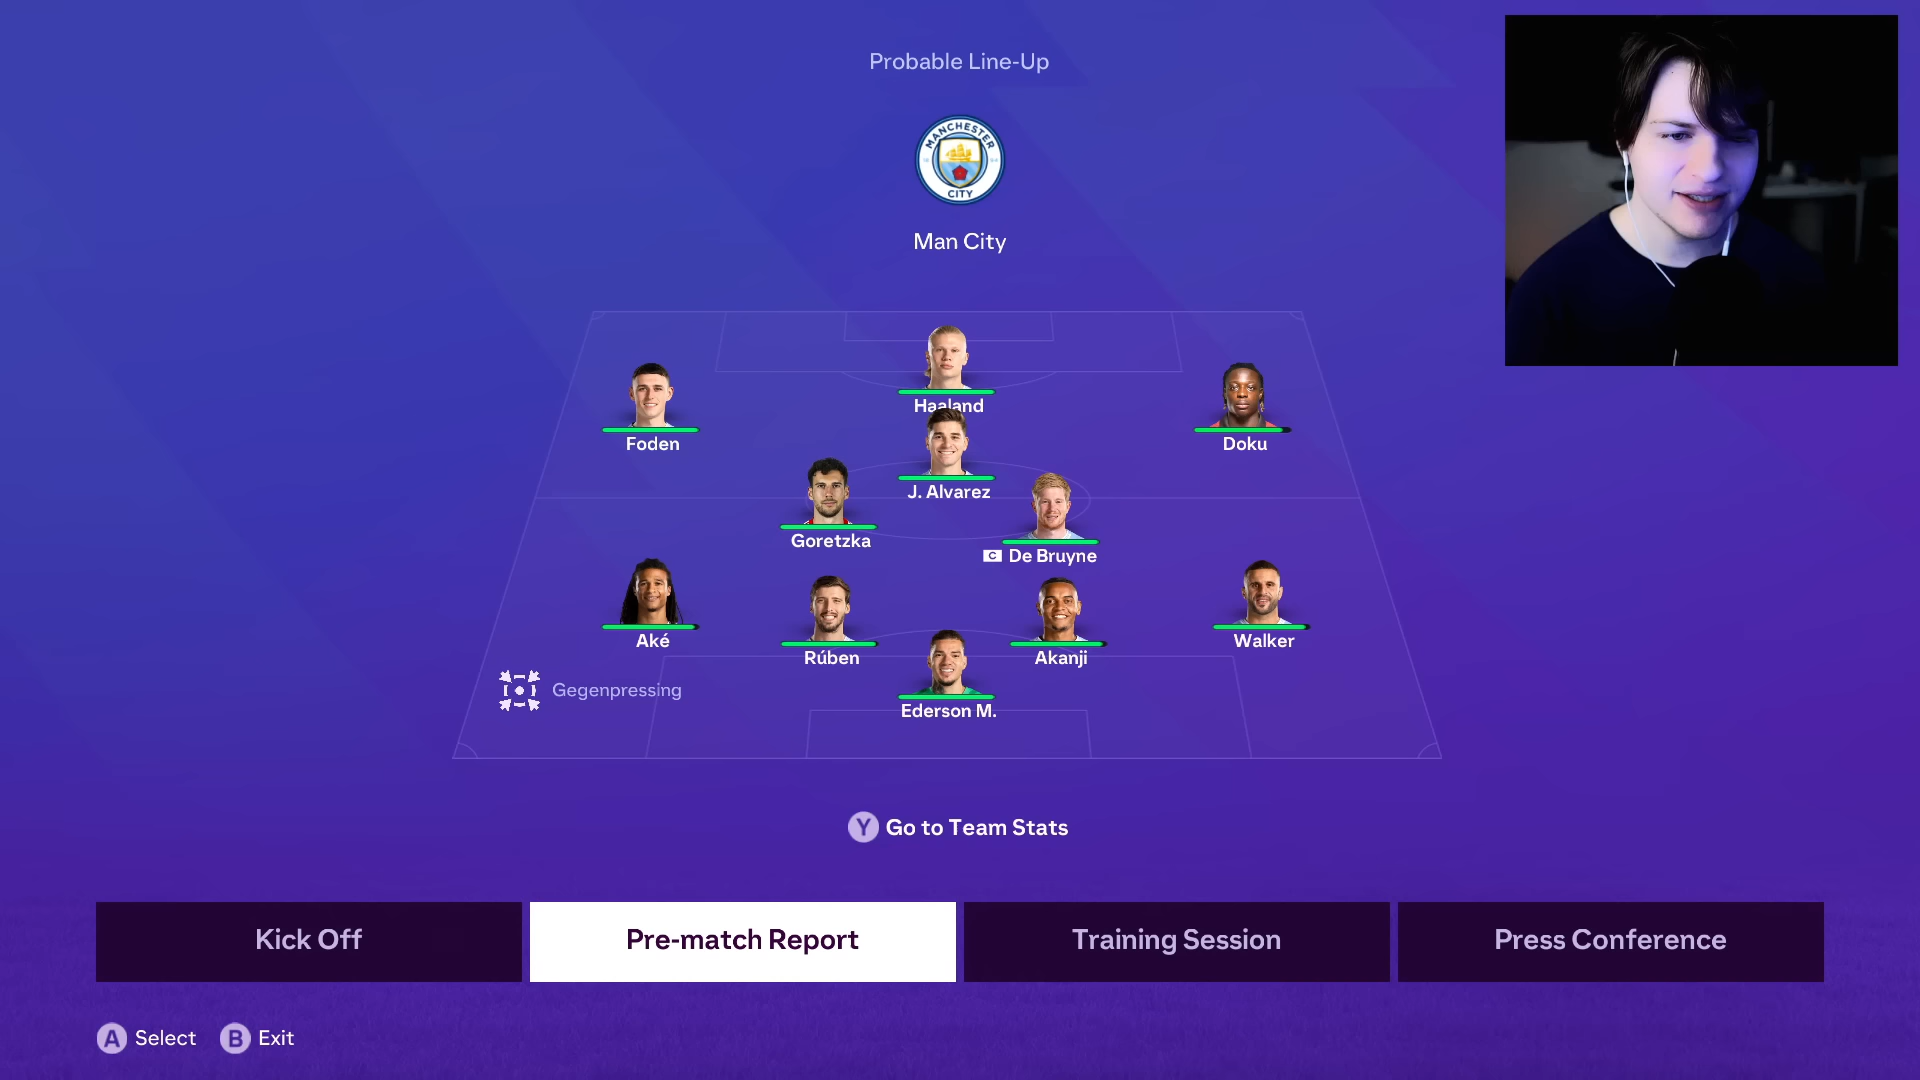 Probable Line-Up
MANCHESTER
CITY
Man City
Haaland
Foden
Doku
J. Alvarez
Goretzka
C De Bruyne
Aké
Rúben
Akanji
Walker
Gegenpressing
Ederson M.
Y Go to Team Stats
Kick Off
Pre-match Report
Training Session
Press Conference
A Select B Exit